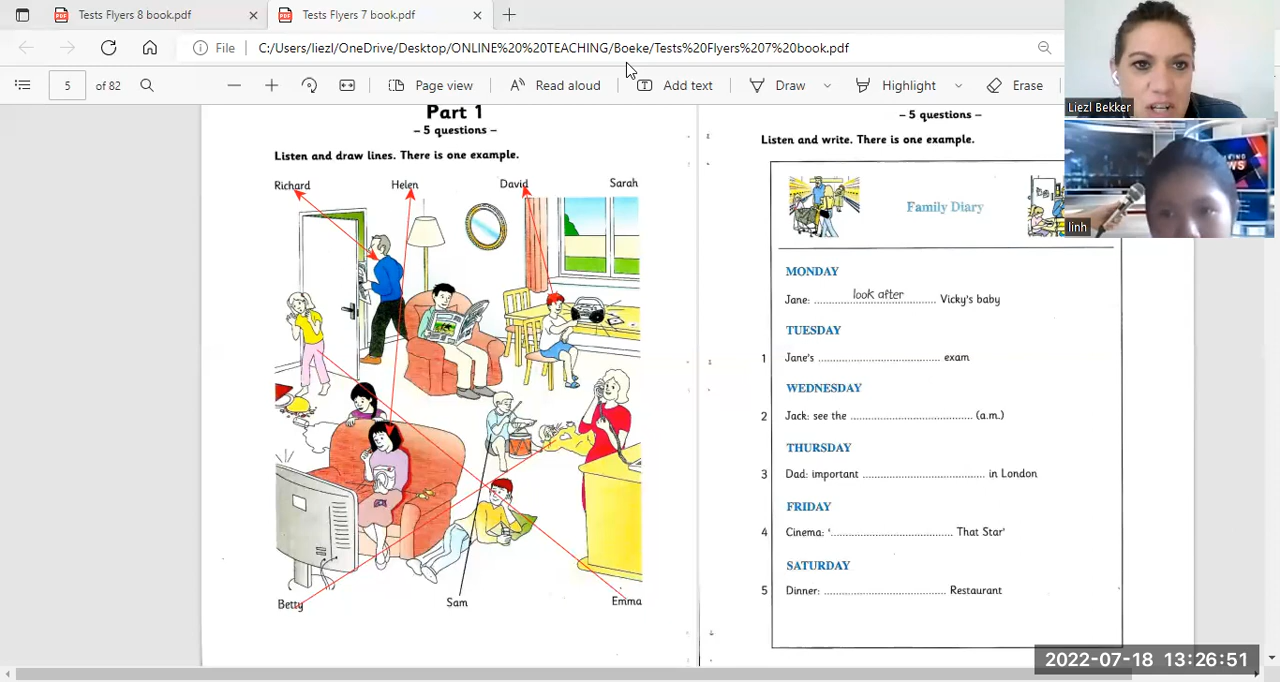 Tests Flyers 8 book.pdf
Tests Flyers 7 book.pdf
File
C:/Users/liezl/OneDrive/Desktop/ONLINE%20%20TEACHING/Boeke/Tests%20Flyers%207%20book.pdf
5 of 82
Page view
Read aloud
Add text
Draw
Highlight
Erase
Liezl Bekker
linh
Part 1
– 5 questions –
Listen and draw lines. There is one example.
Richard
Helen
David
Sarah
Betty
Sam
Emma
– 5 questions –
Listen and write. There is one example.
Family Diary
MONDAY
Jane: look after Vicky's baby
TUESDAY
1 Jane's ........................................ exam
WEDNESDAY
2 Jack: see the ........................................ (a.m.)
THURSDAY
3 Dad: important ........................................ in London
FRIDAY
4 Cinema: '........................................ That Star'
SATURDAY
5 Dinner: ........................................ Restaurant
2022-07-18 13:26:51